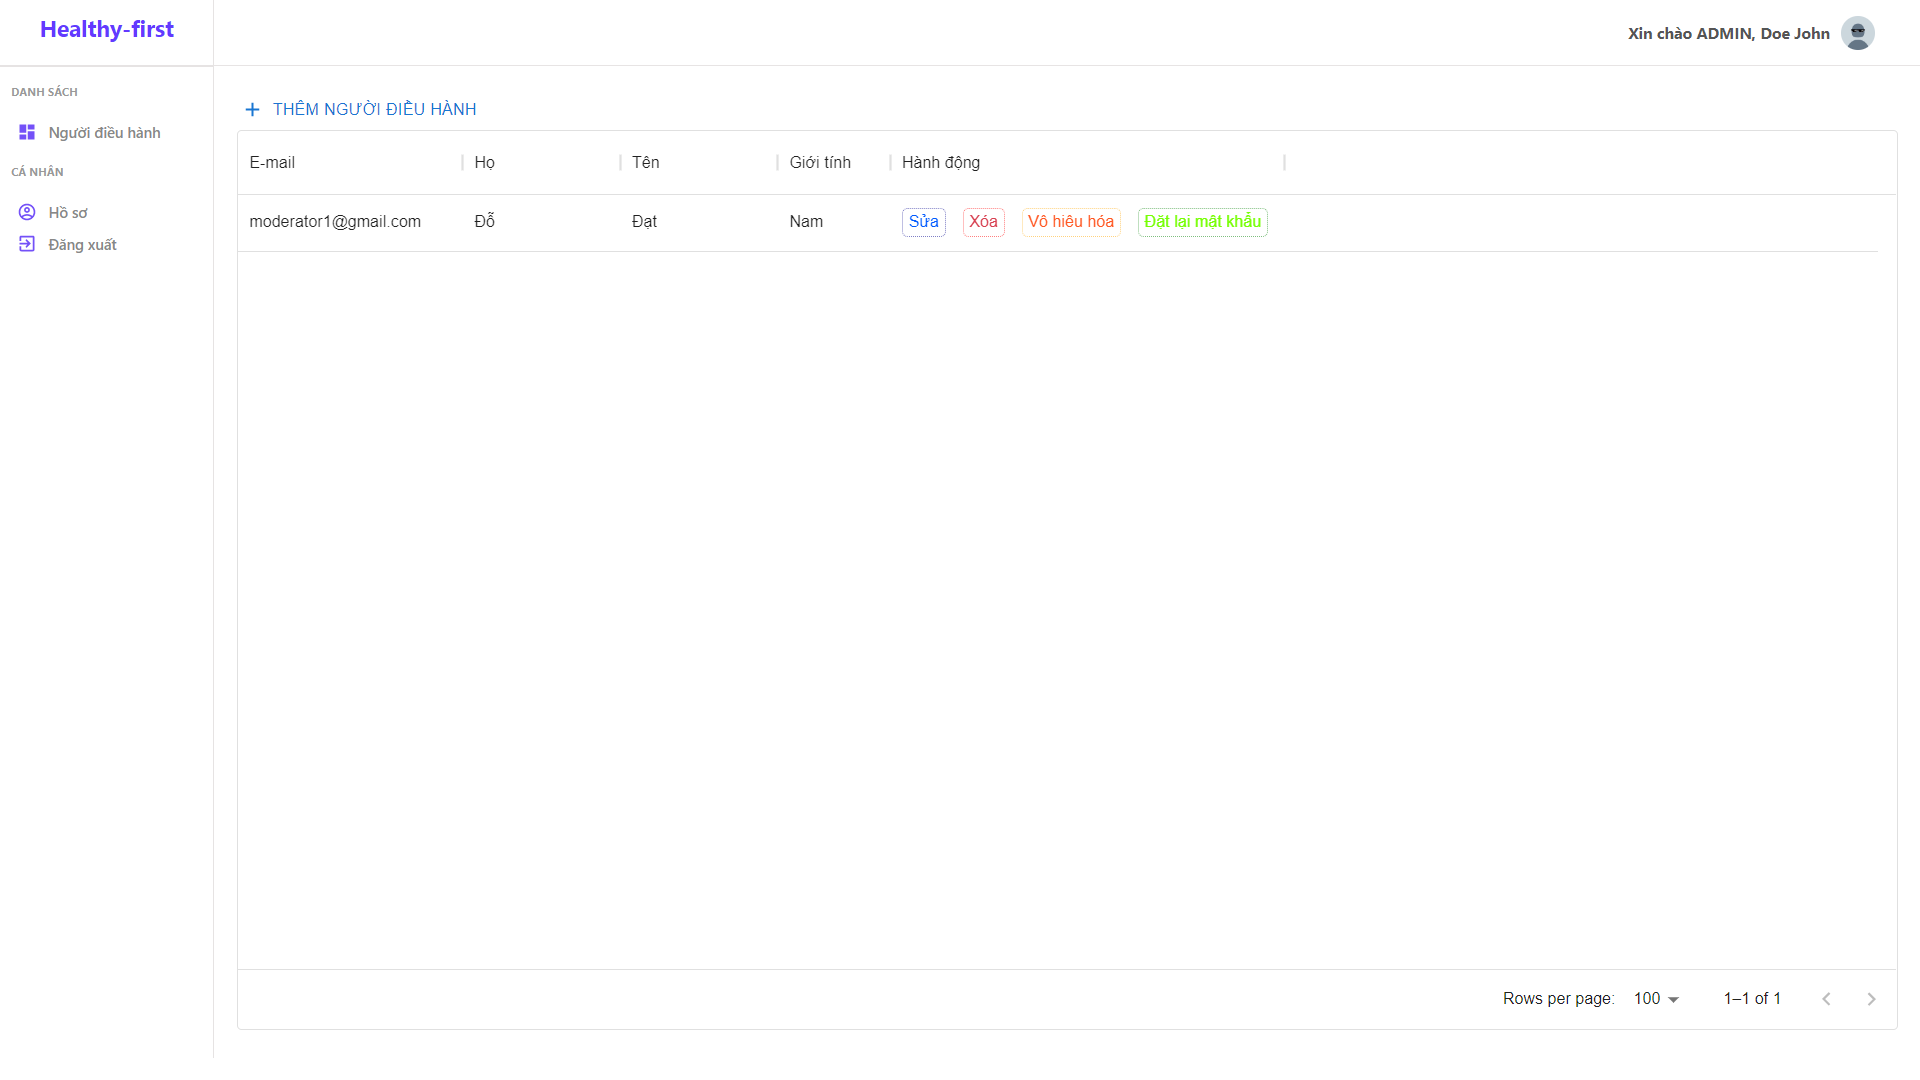 Healthy-first
Xin chào ADMIN, Doe John
DANH SÁCH
Người điều hành
CÁ NHÂN
Hồ sơ
Đăng xuất
THÊM NGƯỜI ĐIỀU HÀNH
E-mail Họ Tên Giới tính Hành động
moderator1@gmail.com Đỗ Đạt Nam Sửa Xóa Vô hiêu hóa Đặt lại mật khẩu
Rows per page: 100 1–1 of 1